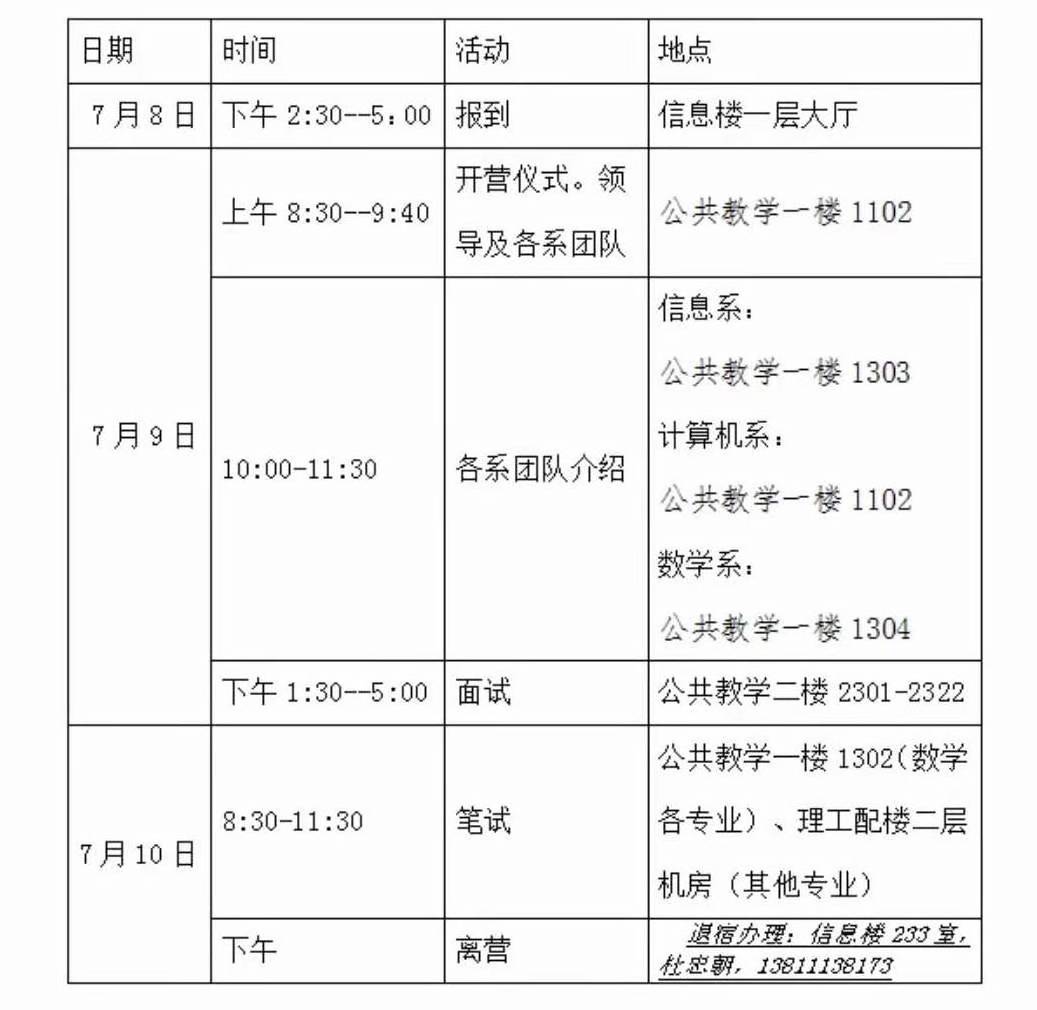 日期 时间 活动 地点
7月8日 下午 2:30--5：00 报到 信息楼一层大厅
7月9日
上午 8:30--9:40
开营仪式。领
导及各系团队
公共教学一楼 1102
10:00-11:30
各系团队介绍
信息系：
公共教学一楼 1303
计算机系：
公共教学一楼 1102
数学系：
公共教学一楼 1304
下午 1:30--5:00 面试 公共教学二楼 2301-2322
7月10日
8:30-11:30
笔试
公共教学一楼 1302（数学
各专业）、理工配楼二层
机房（其他专业）
下午
离营
退宿办理：信息楼 233 室，
杜忠朝，13811138173